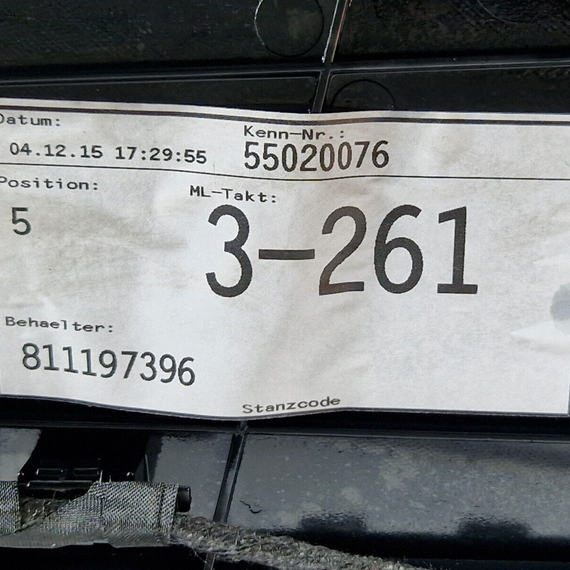 Datum:
04.12.15 17:29:55
Kenn-Nr.:
55020076
Position:
5
ML-Takt:
3-261
Behaelter:
811197396
Stanzcode